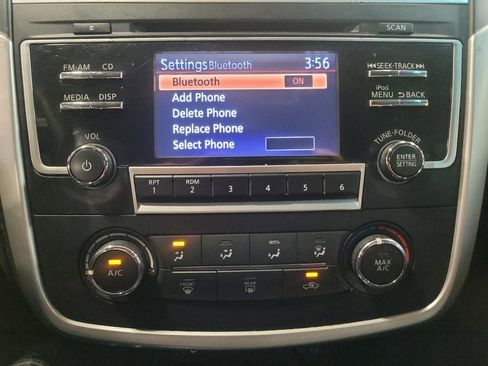 SCAN
Settings Bluetooth 3:56
FM·AM CD
SEEK·TRACK
Bluetooth ON
Add Phone
iPod
MEDIA DISP
MENU BACK
Delete Phone
Replace Phone
Select Phone
VOL
TUNE·FOLDER
ENTER
SETTING
RPT
1
RDM
2
3 4 5 6
A/C
MAX
A/C
FRONT
REAR